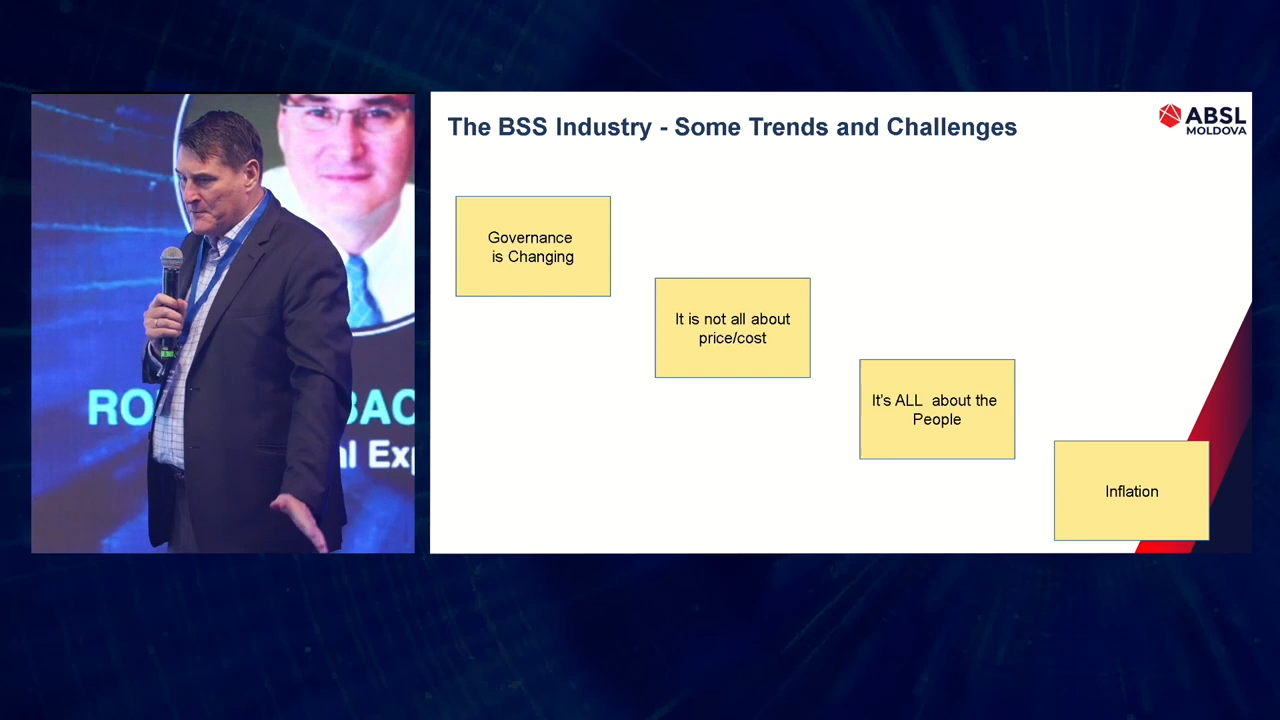 The BSS Industry - Some Trends and Challenges
ABSL
MOLDOVA
Governance
is Changing
It is not all about
price/cost
It's ALL  about the
People
Inflation